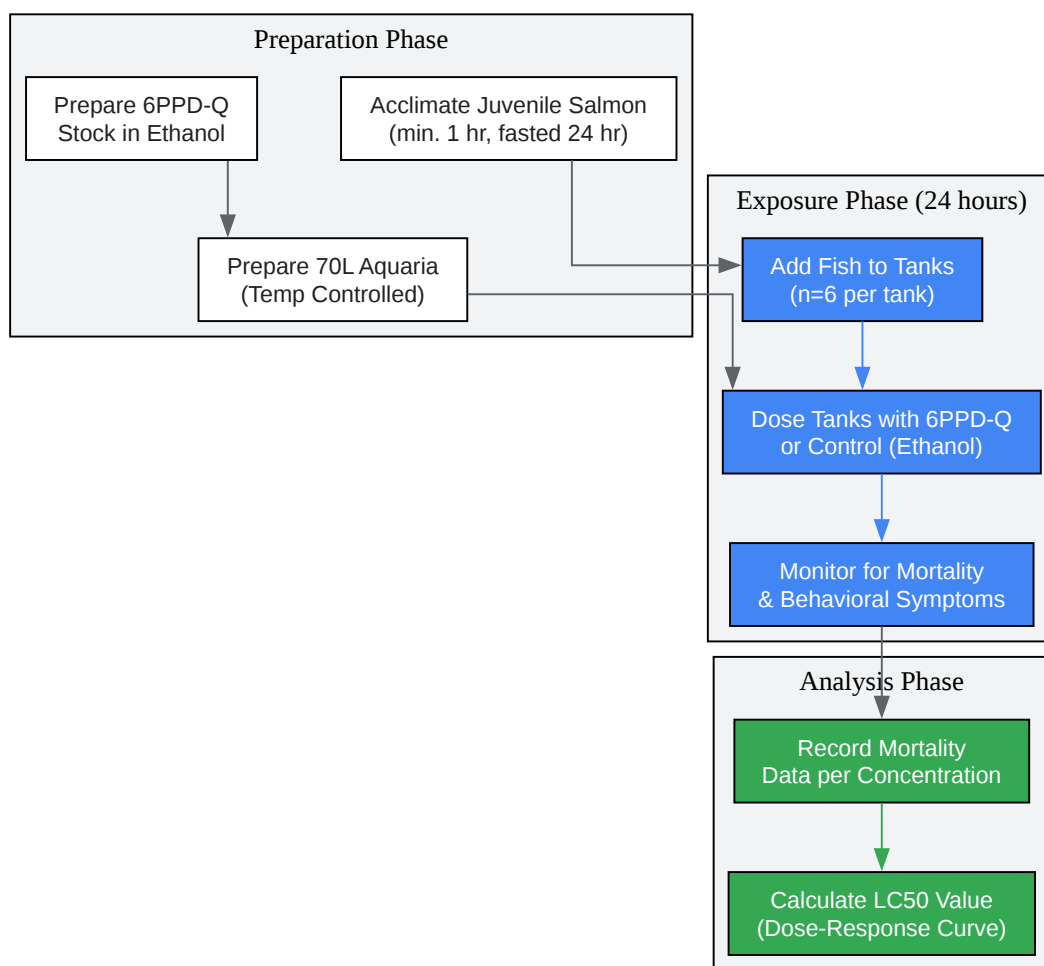 Preparation Phase
Prepare 6PPD-Q
Stock in Ethanol
Acclimate Juvenile Salmon
(min. 1 hr, fasted 24 hr)
Prepare 70L Aquaria
(Temp Controlled)
Exposure Phase (24 hours)
Add Fish to Tanks
(n=6 per tank)
Dose Tanks with 6PPD-Q
or Control (Ethanol)
Monitor for Mortality
& Behavioral Symptoms
Analysis Phase
Record Mortality
Data per Concentration
Calculate LC50 Value
(Dose-Response Curve)